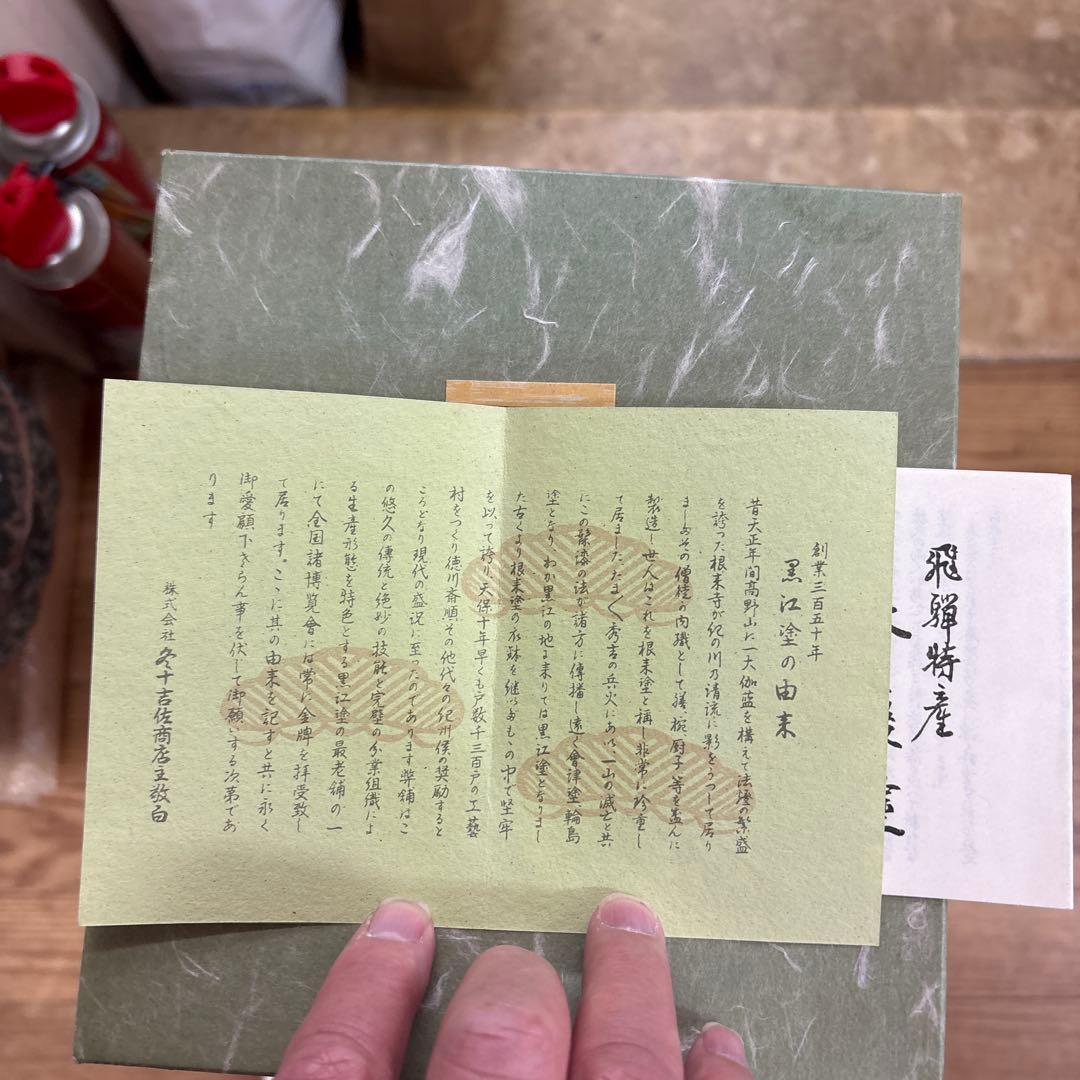 創業三百五十年
黒江塗の由来
昔天正年間高野山に一大伽藍を構えて法燈の繁盛
を誇った根来寺が紀の川乃清流に影をうつして居り
ましがその僧徒の内職として膳椀厨子等を盛んに
製造し世人はこれを根来塗と稱し非常に珍重し
て居ました、たまく秀吉の兵火にあい一山の滅亡と共
にこの髹漆の法が諸方に傳播し遠く會津塗輪島
塗となり、わか黒江の地に来りては黒江塗となりまし
た古くより根来塗の衣鉢を継いだもの中で堅牢
を以って誇り天保十年早くも戸数千三百戸の工藝
村をつくり徳川斎順その他代々の紀州侯の奨励すると
ころとなり現代の盛況に至ったのであります弊舗はこ
の悠久の傳統と絶妙の技能と完璧の分業組織によ
る生産形態を特色とする黒江塗の最老舗の一
にて全国諸博覧會には常に金牌を拝受致し
て居ります。ここに其の由来を記すと共に永く
御愛顧下さらん事を伏して御願いする次第であ
ります
株式会社 冬十吉佐商店主敬白
飛騨特産